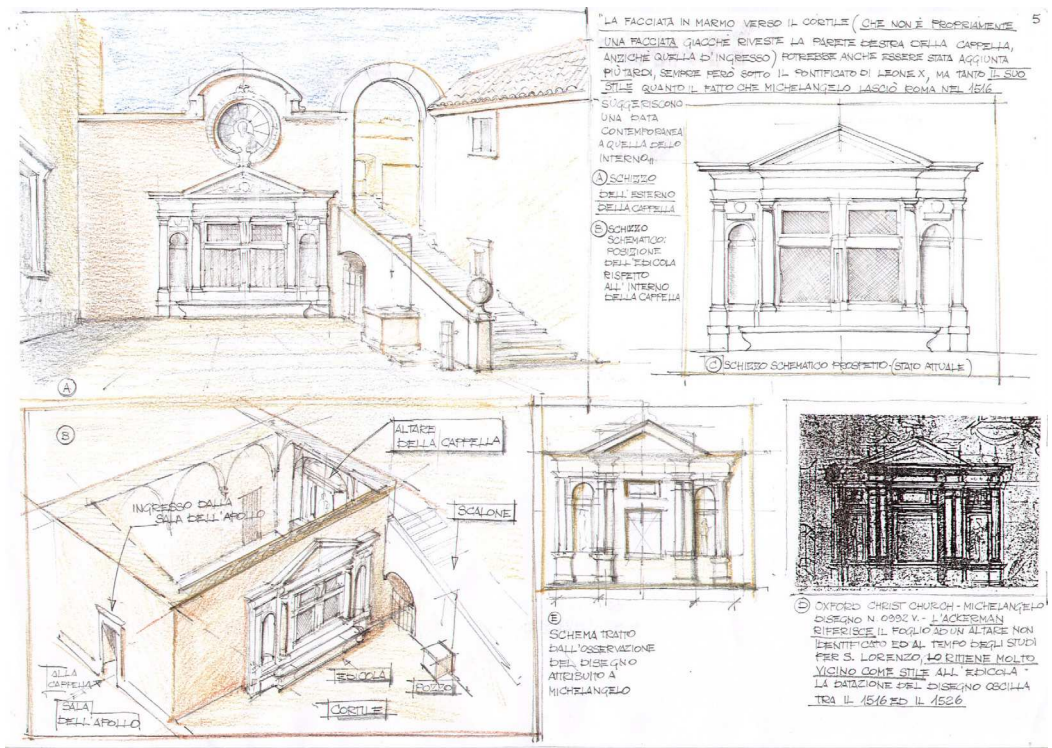 5
"LA FACCIATA IN MARMO VERSO IL CORTILE (CHE NON È PROPRIAMENTE
UNA FACCIATA GIACCHÉ RIVESTE LA PARETE DESTRA DELLA CAPPELLA,
ANZICHÉ QUELLA D'INGRESSO) POTREBBE ANCHE ESSERE STATA AGGIUNTA
PIÙ TARDI, SEMPRE PERÒ SOTTO IL PONTIFICATO DI LEONE X, MA TANTO IL SUO
STILE QUANTO IL FATTO CHE MICHELANGELO LASCIÒ ROMA NEL 1516
SUGGERISCONO
UNA DATA
CONTEMPORANEA
A QUELLA DELLO
INTERNO"
A SCHIZZO
DELL'ESTERNO
DELLA CAPPELLA
B SCHIZZO
SCHEMATICO:
POSIZIONE
DELL'EDICOLA
RISPETTO
ALL'INTERNO
DELLA CAPPELLA
C SCHIZZO SCHEMATICO PROSPETTO (STATO ATTUALE)
A
B
ALTARE
DELLA CAPPELLA
INGRESSO DALLA
SALA DELL'APOLLO
SCALONE
ALLA
CAPPELLA
SALA
DELL'APOLLO
EDICOLA
POZZO
CORTILE
E
SCHEMA TRATTO
DALL'OSSERVAZIONE
DEL DISEGNO
ATTRIBUITO A
MICHELANGELO
D OXFORD CHRIST CHURCH - MICHELANGELO
DISEGNO N. 0992 V. - L'ACKERMAN
RIFERISCE IL FOGLIO AD UN ALTARE NON
IDENTIFICATO ED AL TEMPO DEGLI STUDI
PER S. LORENZO, LO RITIENE MOLTO
VICINO COME STILE ALL'EDICOLA
LA DATAZIONE DEL DISEGNO OSCILLA
TRA IL 1516 ED IL 1526